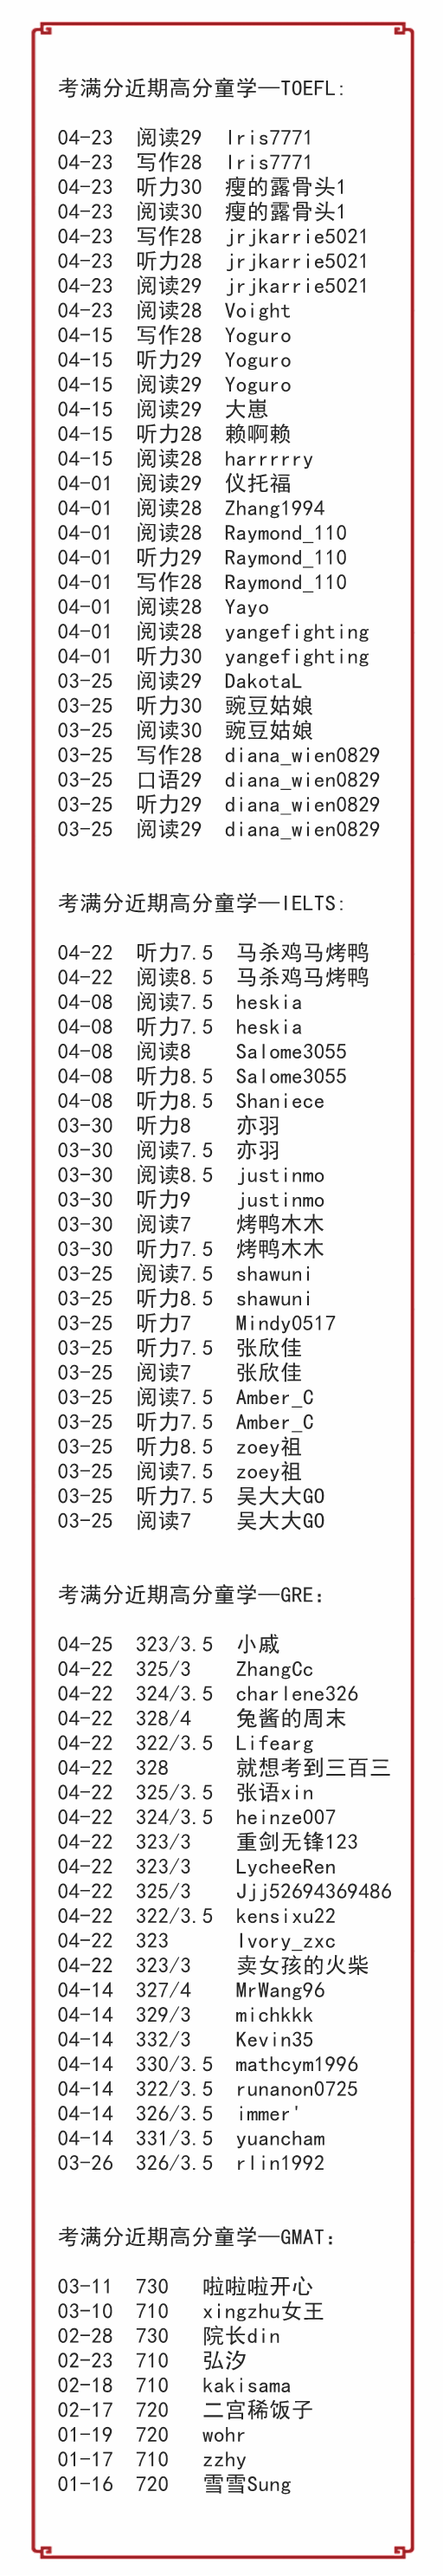 考满分近期高分童学—TOEFL:
04-23 阅读29 Iris7771
04-23 写作28 Iris7771
04-23 听力30 瘦的露骨头1
04-23 阅读30 瘦的露骨头1
04-23 写作28 jrjkarrie5021
04-23 听力28 jrjkarrie5021
04-23 阅读29 jrjkarrie5021
04-23 阅读28 Voight
04-15 写作28 Yoguro
04-15 听力29 Yoguro
04-15 阅读29 Yoguro
04-15 阅读29 大崽
04-15 听力28 赖啊赖
04-15 阅读28 harrrrry
04-01 阅读29 仪托福
04-01 阅读28 Zhang1994
04-01 阅读28 Raymond_110
04-01 听力29 Raymond_110
04-01 写作28 Raymond_110
04-01 阅读28 Yayo
04-01 阅读28 yangefighting
04-01 听力30 yangefighting
03-25 阅读29 DakotaL
03-25 听力30 豌豆姑娘
03-25 阅读30 豌豆姑娘
03-25 写作28 diana_wien0829
03-25 口语29 diana_wien0829
03-25 听力29 diana_wien0829
03-25 阅读29 diana_wien0829
考满分近期高分童学—IELTS:
04-22 听力7.5 马杀鸡马烤鸭
04-22 阅读8.5 马杀鸡马烤鸭
04-08 阅读7.5 heskia
04-08 听力7.5 heskia
04-08 阅读8 Salome3055
04-08 听力8.5 Salome3055
04-08 听力8.5 Shaniece
03-30 听力8 亦羽
03-30 阅读7.5 亦羽
03-30 阅读8.5 justinmo
03-30 听力9 justinmo
03-30 阅读7 烤鸭木木
03-30 听力7.5 烤鸭木木
03-25 阅读7.5 shawuni
03-25 听力8.5 shawuni
03-25 听力7 Mindy0517
03-25 听力7.5 张欣佳
03-25 阅读7 张欣佳
03-25 阅读7.5 Amber_C
03-25 听力7.5 Amber_C
03-25 听力8.5 zoey祖
03-25 阅读7.5 zoey祖
03-25 听力7.5 吴大大GO
03-25 阅读7 吴大大GO
考满分近期高分童学—GRE：
04-25 323/3.5 小戚
04-22 325/3 ZhangCc
04-22 324/3.5 charlene326
04-22 328/4 兔酱的周末
04-22 322/3.5 Lifearg
04-22 328 就想考到三百三
04-22 325/3.5 张语xin
04-22 324/3.5 heinze007
04-22 323/3 重剑无锋123
04-22 323/3 LycheeRen
04-22 325/3 Jjj52694369486
04-22 322/3.5 kensixu22
04-22 323 Ivory_zxc
04-22 323/3 卖女孩的火柴
04-14 327/4 MrWang96
04-14 329/3 michkkk
04-14 332/3 Kevin35
04-14 330/3.5 mathcym1996
04-14 322/3.5 runanon0725
04-14 326/3.5 immer'
04-14 331/3.5 yuancham
03-26 326/3.5 rlin1992
考满分近期高分童学—GMAT：
03-11 730 啦啦啦开心
03-10 710 xingzhu女王
02-28 730 院长din
02-23 710 弘汐
02-18 710 kakisama
02-17 720 二宫稀饭子
01-19 720 wohr
01-17 710 zzhy
01-16 720 雪雪Sung